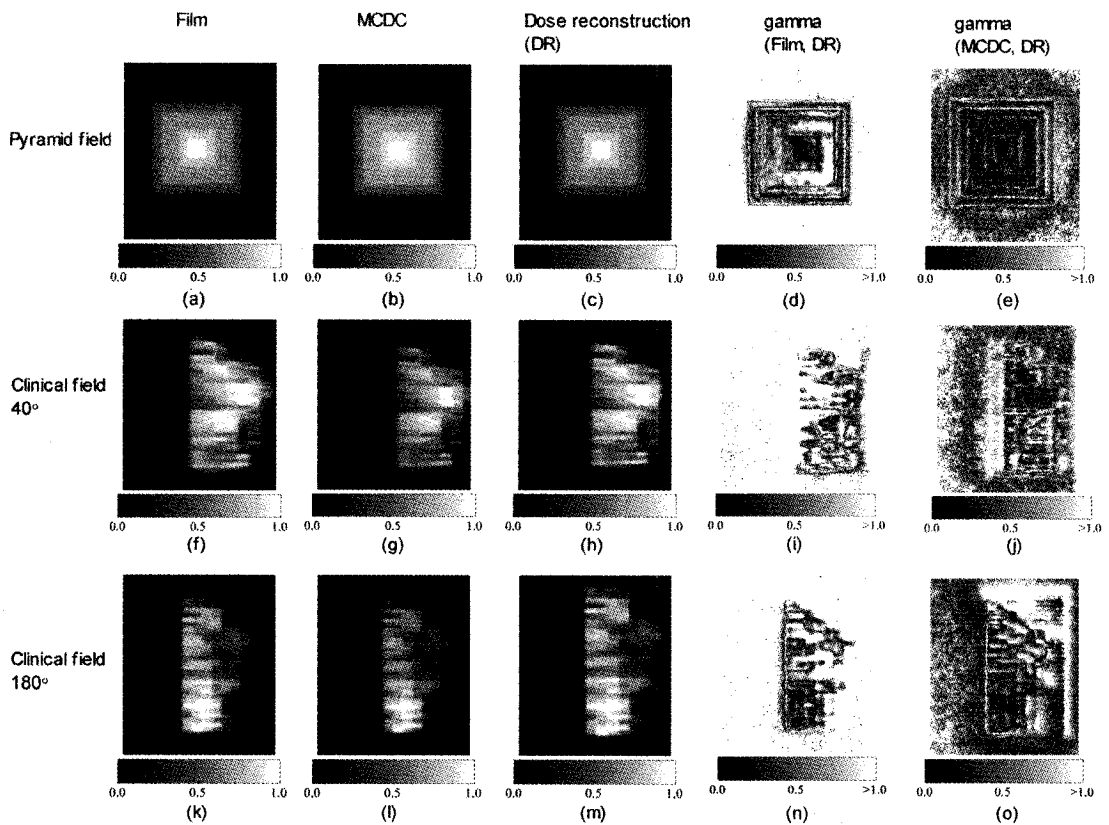 Film
MCDC
Dose reconstruction
(DR)
gamma
(Film, DR)
gamma
(MCDC, DR)
Pyramid field
0.0 0.5 1.0
0.0 0.5 1.0
0.0 0.5 1.0
0.0 0.5 >1.0
0.0 0.5 >1.0
(a)
(b)
(c)
(d)
(e)
Clinical field
40°
0.0 0.5 1.0
0.0 0.5 1.0
0.0 0.5 1.0
0.0 0.5 >1.0
0.0 0.5 >1.0
(f)
(g)
(h)
(i)
(j)
Clinical field
180°
0.0 0.5 1.0
0.0 0.5 1.0
0.0 0.5 1.0
0.0 0.5 >1.0
0.0 0.5 >1.0
(k)
(l)
(m)
(n)
(o)